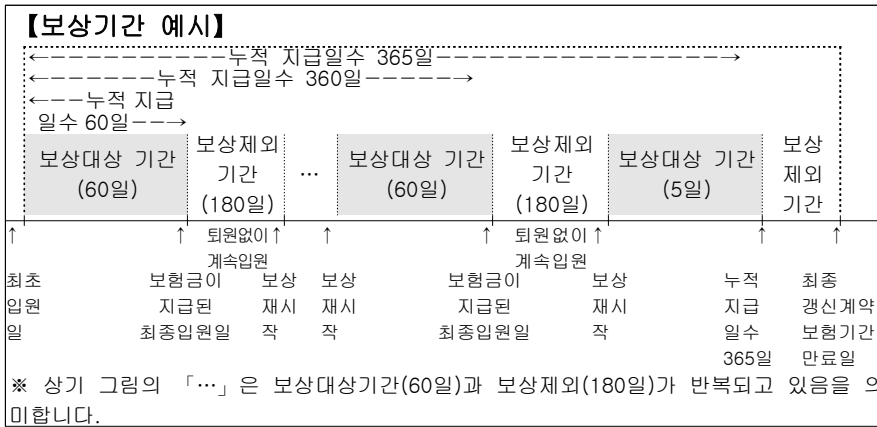 【보상기간 예시】
←－－－－－－－－－－－누적 지급일수 365일－－－－－－－－－－－－－－－－→
←－－－－－－누적 지급일수 360일－－－－－→
←－－누적 지급
일수 60일－－→
보상대상 기간
(60일)
보상제외
기간
(180일)
…
보상대상 기간
(60일)
보상제외
기간
(180일)
보상대상 기간
(5일)
보상
제외
기간
↑ ↑ 퇴원없이 ↑ ↑ ↑ 퇴원없이 ↑ ↑ ↑
계속입원 계속입원
최초
입원
일
보험금이
지급된
최종입원일
보상
재시
작
보상
재시
작
보험금이
지급된
최종입원일
보상
재시
작
누적
지급
일수
365일
최종
갱신계약
보험기간
만료일
※ 상기 그림의 「…」은 보상대상기간(60일)과 보상제외(180일)가 반복되고 있음을 의
미합니다.